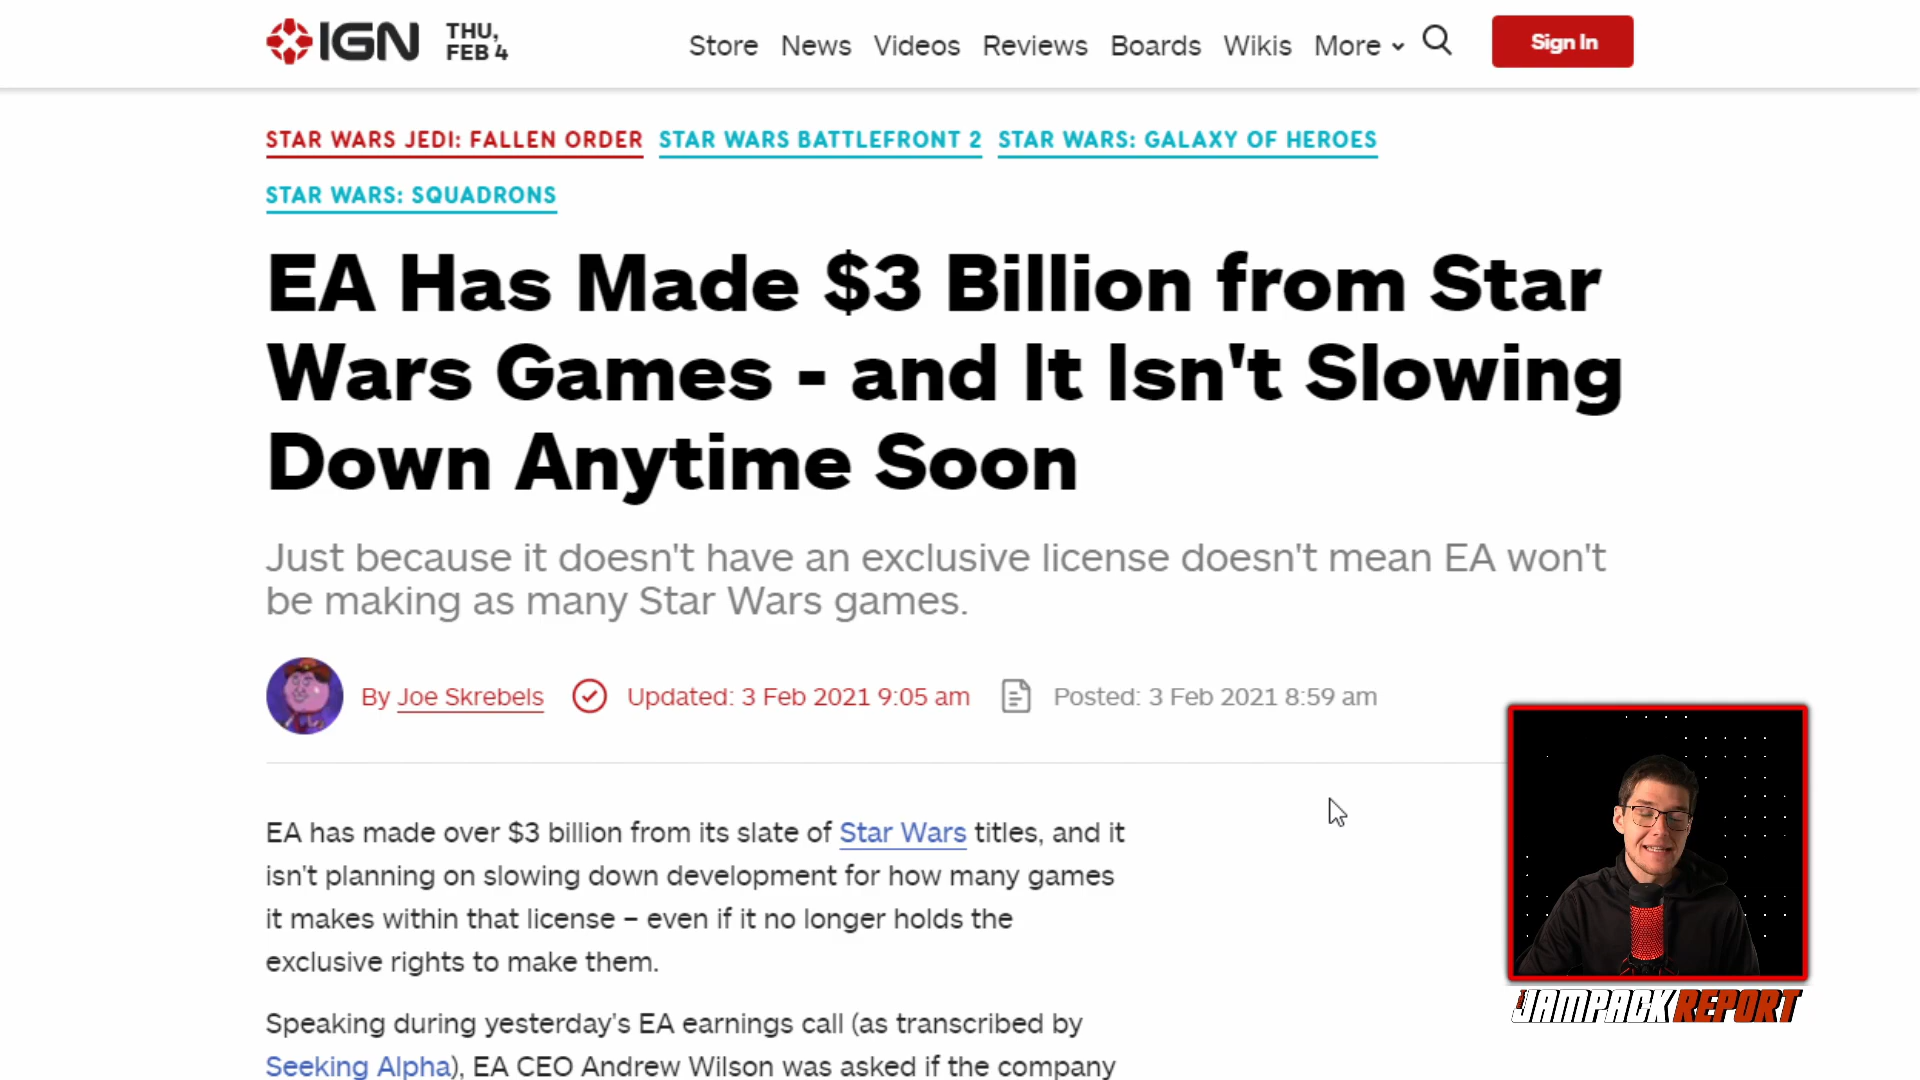 IGN
THU,
FEB 4
Store News Videos Reviews Boards Wikis More
Sign In
STAR WARS JEDI: FALLEN ORDER STAR WARS BATTLEFRONT 2 STAR WARS: GALAXY OF HEROES
STAR WARS: SQUADRONS
EA Has Made $3 Billion from Star
Wars Games - and It Isn't Slowing
Down Anytime Soon
Just because it doesn't have an exclusive license doesn't mean EA won't
be making as many Star Wars games.
By Joe Skrebels Updated: 3 Feb 2021 9:05 am Posted: 3 Feb 2021 8:59 am
EA has made over $3 billion from its slate of Star Wars titles, and it
isn't planning on slowing down development for how many games
it makes within that license – even if it no longer holds the
exclusive rights to make them.
Speaking during yesterday's EA earnings call (as transcribed by
Seeking Alpha), EA CEO Andrew Wilson was asked if the company
JAMPACK REPORT